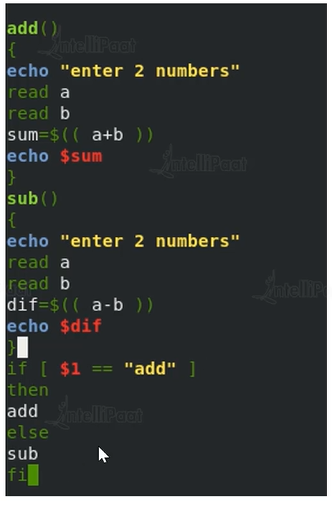 add()
{
echo "enter 2 numbers"
read a
read b
sum=$(( a+b ))
echo $sum
}
sub()
{
echo "enter 2 numbers"
read a
read b
dif=$(( a-b ))
echo $dif
}
if [ $1 == "add" ]
then
add
else
sub
fi
IntelliPaat
IntelliPaat
IntelliP
IntelliPaat